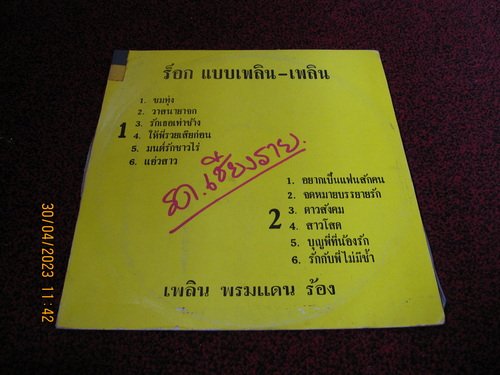 ร็อก แบบเพลิน-เพลิน
1
1. ชมทุ่ง
2. วาสนายาจก
3. รักเธอเท่าช้าง
4. ให้พี่รวยเสียก่อน
5. มนต์รักชาวไร่
6. แย่วสาว
รด.เชียงราย.
2
1. อยากเป็นแฟนสักคน
2. จดหมายบรรยายรัก
3. ดาวสังคม
4. สาวโสด
5. บุญพี่ที่น้องรัก
6. รักกับพี่ไม่มีช้ำ
เพลิน พรมแดน ร้อง
30/04/2023 11:42